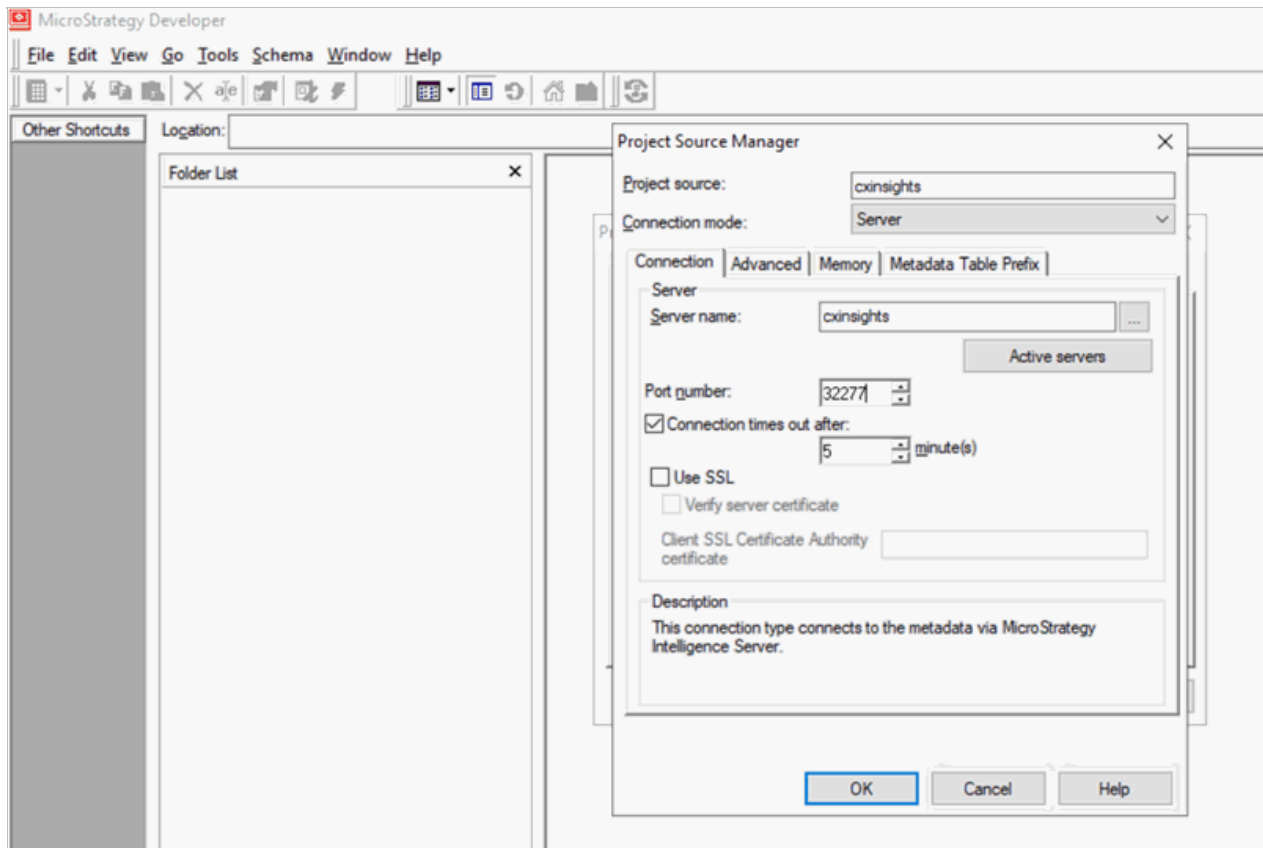 MicroStrategy Developer
File Edit View Go Tools Schema Window Help
Other Shortcuts
Location:
Folder List
Project Source Manager
Project source: cxinsights
Connection mode: Server
Connection Advanced Memory Metadata Table Prefix
Server
Server name: cxinsights ...
Active servers
Port number: 32277
Connection times out after:
5 minute(s)
Use SSL
Verify server certificate
Client SSL Certificate Authority
certificate
Description
This connection type connects to the metadata via MicroStrategy
Intelligence Server.
OK Cancel Help